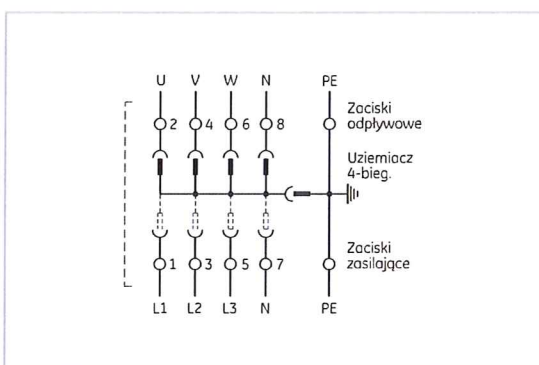 U V W N PE
2 4 6 8
Zaciski
odpływowe
Uziemiacz
4-bieg.
1 3 5 7
Zaciski
zasilające
L1 L2 L3 N PE